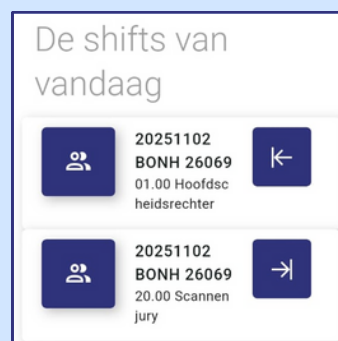 De shifts van
vandaag
20251102
BONH 26069
01.00 Hoofdsc
heidsrechter
20251102
BONH 26069
20.00 Scannen
jury